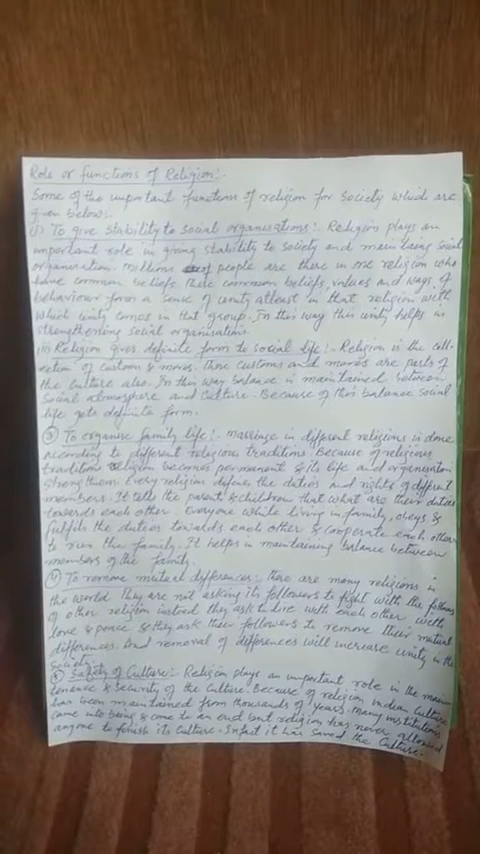 Role or functions of Religion:-
Some of the important functions of religion for society which are
given below:-
(i) To give stability to social organisations:- Religion plays an
important role in giving stability to society and maintaing social
organisation. Millions of people are there in one religion who
have common beliefs. These common beliefs, values and ways of
behaviour form a sense of unity atleast in that religion with
which unity comes in that group. In this way this unity helps in
strengthening social organisation.
(ii) Religion gives definite form to social life:- Religion is the coll-
ection of customs & mores. These customs and mores are parts of
the culture also. In this way balance is maintained between
social atmosphere and culture. Because of this balance social
life gets definite form.
(3) To organise family life:- Marriage in different religions is done
according to different religious traditions. Because of religious
traditions religion becomes permanent & its life and organisation
strengthens. Every religion defines the duties and rights of different
members. It tells the parents & children that what are their duties
towards each other. Everyone while living in family, obeys &
fulfills the duties towards each other & cooperate each other
to run the family. It helps in maintaining balance between
members of the family.
(4) To remove mutual differences:- there are many religions in
the world. They are not asking its followers to fight with the follows
of other religion instead they ask to live with each other with
love & peace & they ask their followers to remove their mutual
differences. And removal of differences will increase unity in the
society.
(5) Safety of Culture:- Religion plays an important role in the main-
tenance & security of the culture. Because of religion Indian Culture
has been maintained from thousands of years. Many institutions
came into being & come to an end but religion has never allowed
anyone to finish its culture. Infact it has saved the culture.